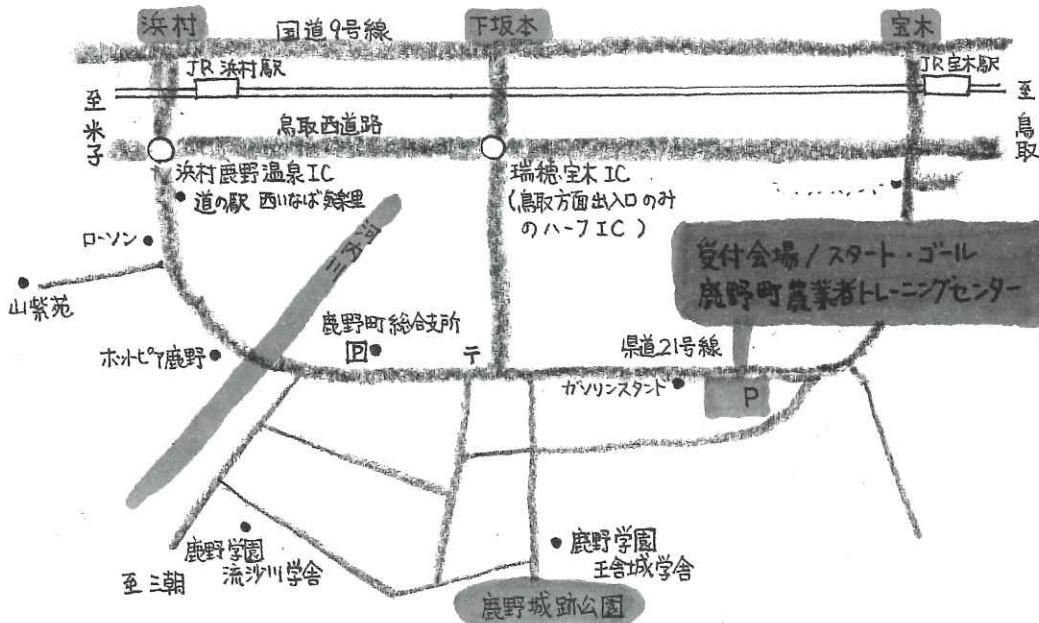 浜村
国道9号線
下坂本
宝木
JR浜村駅
JR宝木駅
至米子
至鳥取
鳥取西道路
浜村鹿野温泉IC
道の駅 西いなば気楽里
瑞穂宝木IC
(鳥取方面出入口のみ
のハーフIC)
ローソン
山紫苑
河内川
受付会場/スタート・ゴール
鹿野町農業者トレーニングセンター
鹿野町総合支所
P
〒
県道21号線
ホットピア鹿野
ガソリンスタンド
P
鹿野学園
流沙川学舎
至三朝
鹿野学園
王舎城学舎
鹿野城跡公園